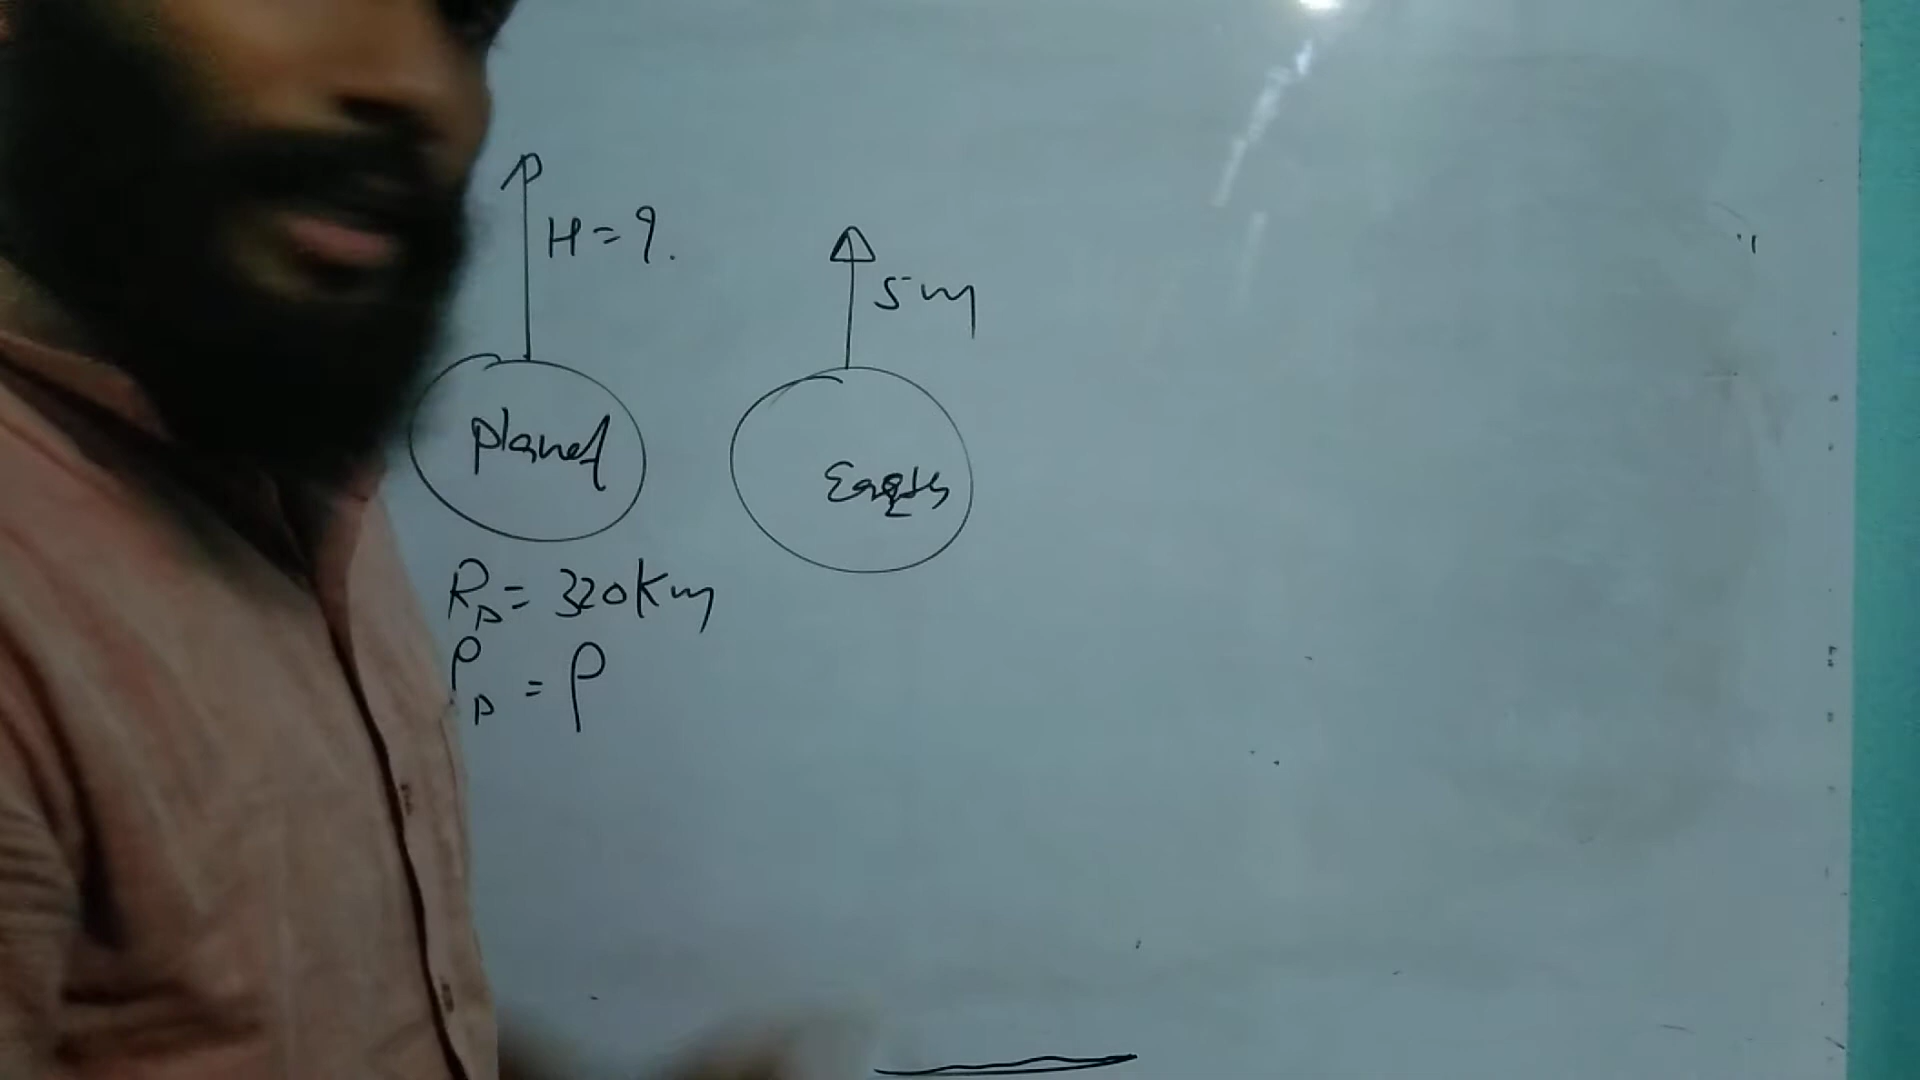 H = ?.
5m
Planet
Earth
Rp = 320Km
ρp = ρ